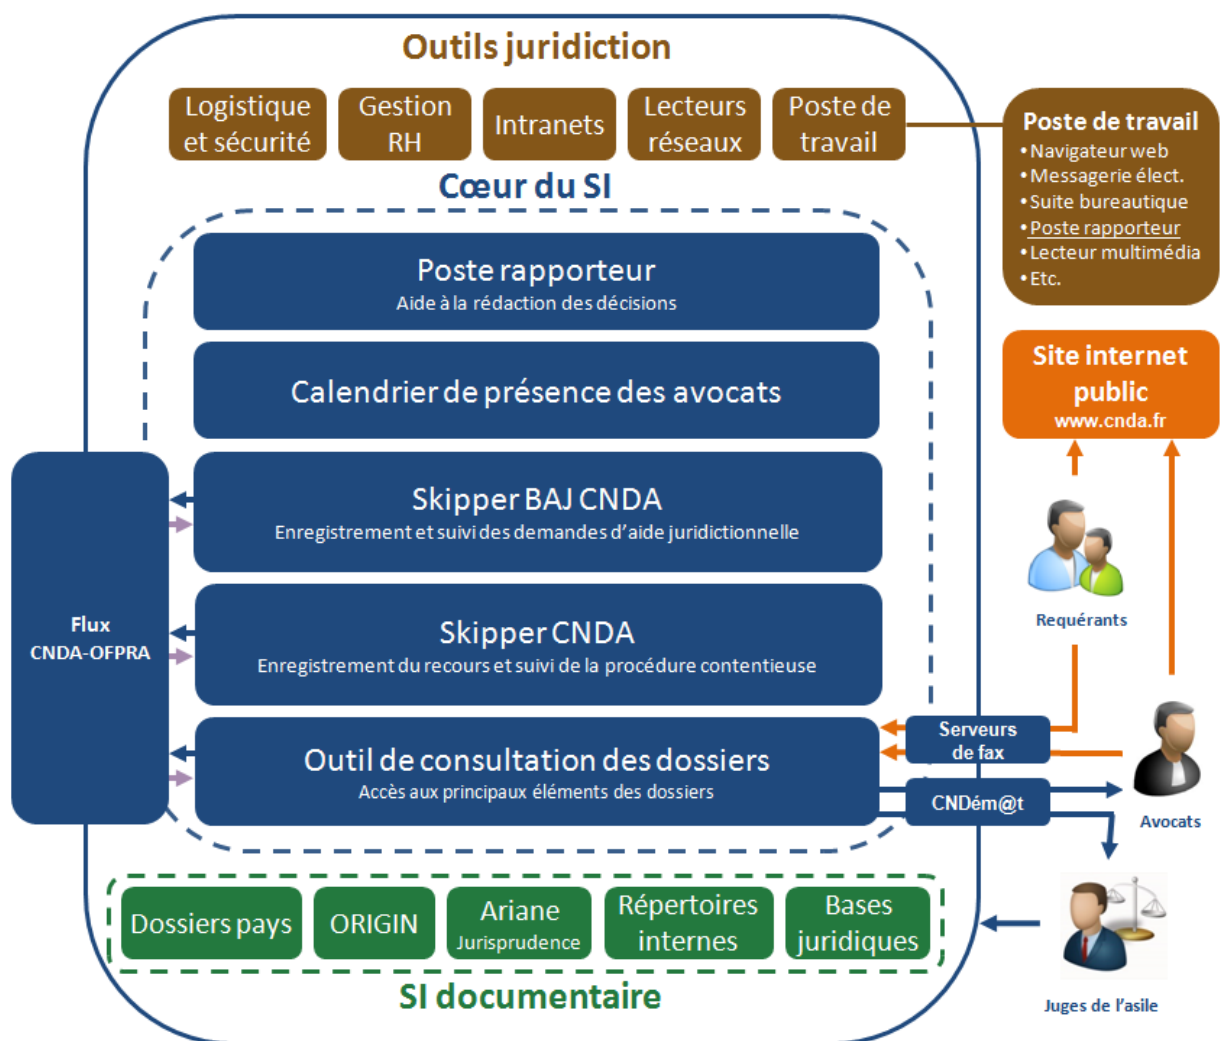 Outils juridiction
Logistique
et sécurité
Gestion
RH
Intranets
Lecteurs
réseaux
Poste de
travail
Poste de travail
• Navigateur web
• Messagerie élect.
• Suite bureautique
• Poste rapporteur
• Lecteur multimédia
• Etc.
Cœur du SI
Poste rapporteur
Aide à la rédaction des décisions
Calendrier de présence des avocats
Skipper BAJ CNDA
Enregistrement et suivi des demandes d'aide juridictionnelle
Skipper CNDA
Enregistrement du recours et suivi de la procédure contentieuse
Outil de consultation des dossiers
Accès aux principaux éléments des dossiers
Flux
CNDA-OFPRA
Site internet
public
www.cnda.fr
Requérants
Serveurs
de fax
CNDém@t
Avocats
Juges de l'asile
Dossiers pays
ORIGIN
Ariane
Jurisprudence
Répertoires
internes
Bases
juridiques
SI documentaire